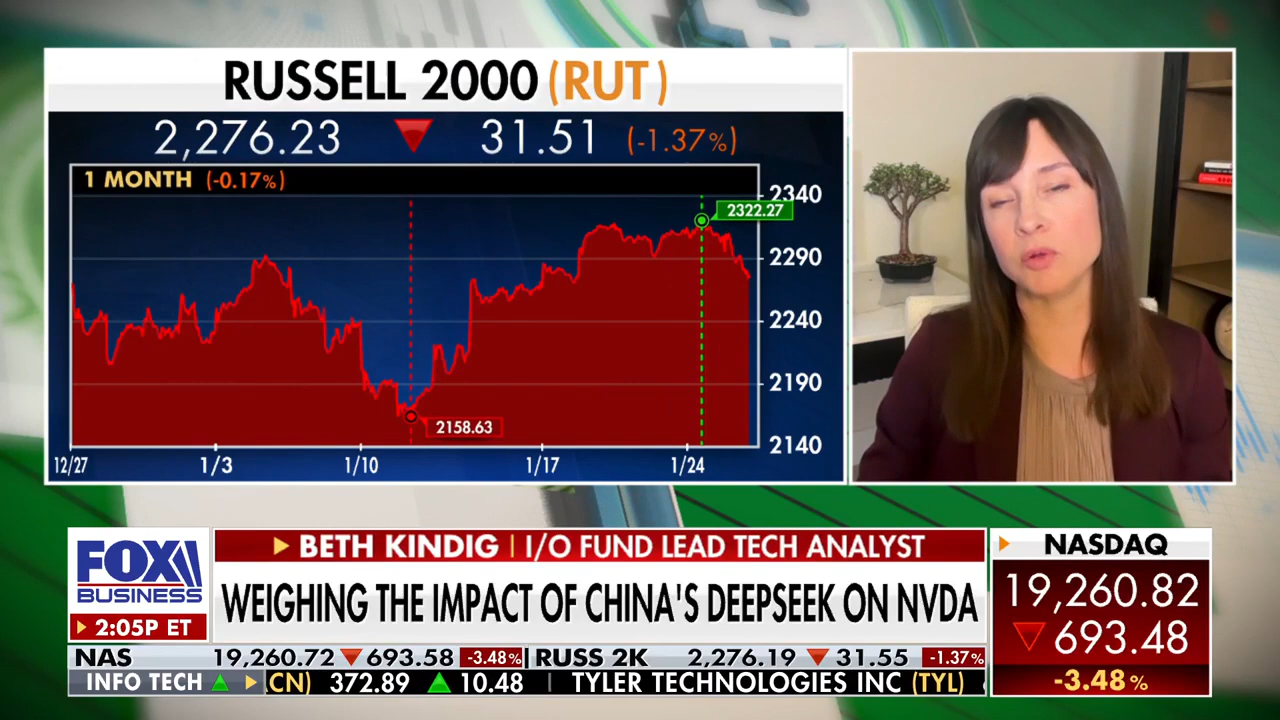 RUSSELL 2000 (RUT)
2,276.23 ▼ 31.51 (-1.37%)
1 MONTH (-0.17%)
2340
2322.27
2290
2240
2190
2158.63
2140
12/27 1/3 1/10 1/17 1/24
FOX BUSINESS
2:05P ET
BETH KINDIG | I/O FUND LEAD TECH ANALYST
WEIGHING THE IMPACT OF CHINA'S DEEPSEEK ON NVDA
NASDAQ
19,260.82
▼ 693.48
-3.48%
NAS 19,260.72 ▼ 693.58 -3.48% | RUSS 2K 2,276.19 ▼ 31.55 -1.37%
INFO TECH ▲ CN) 372.89 ▲ 10.48 | TYLER TECHNOLOGIES INC (TYL)